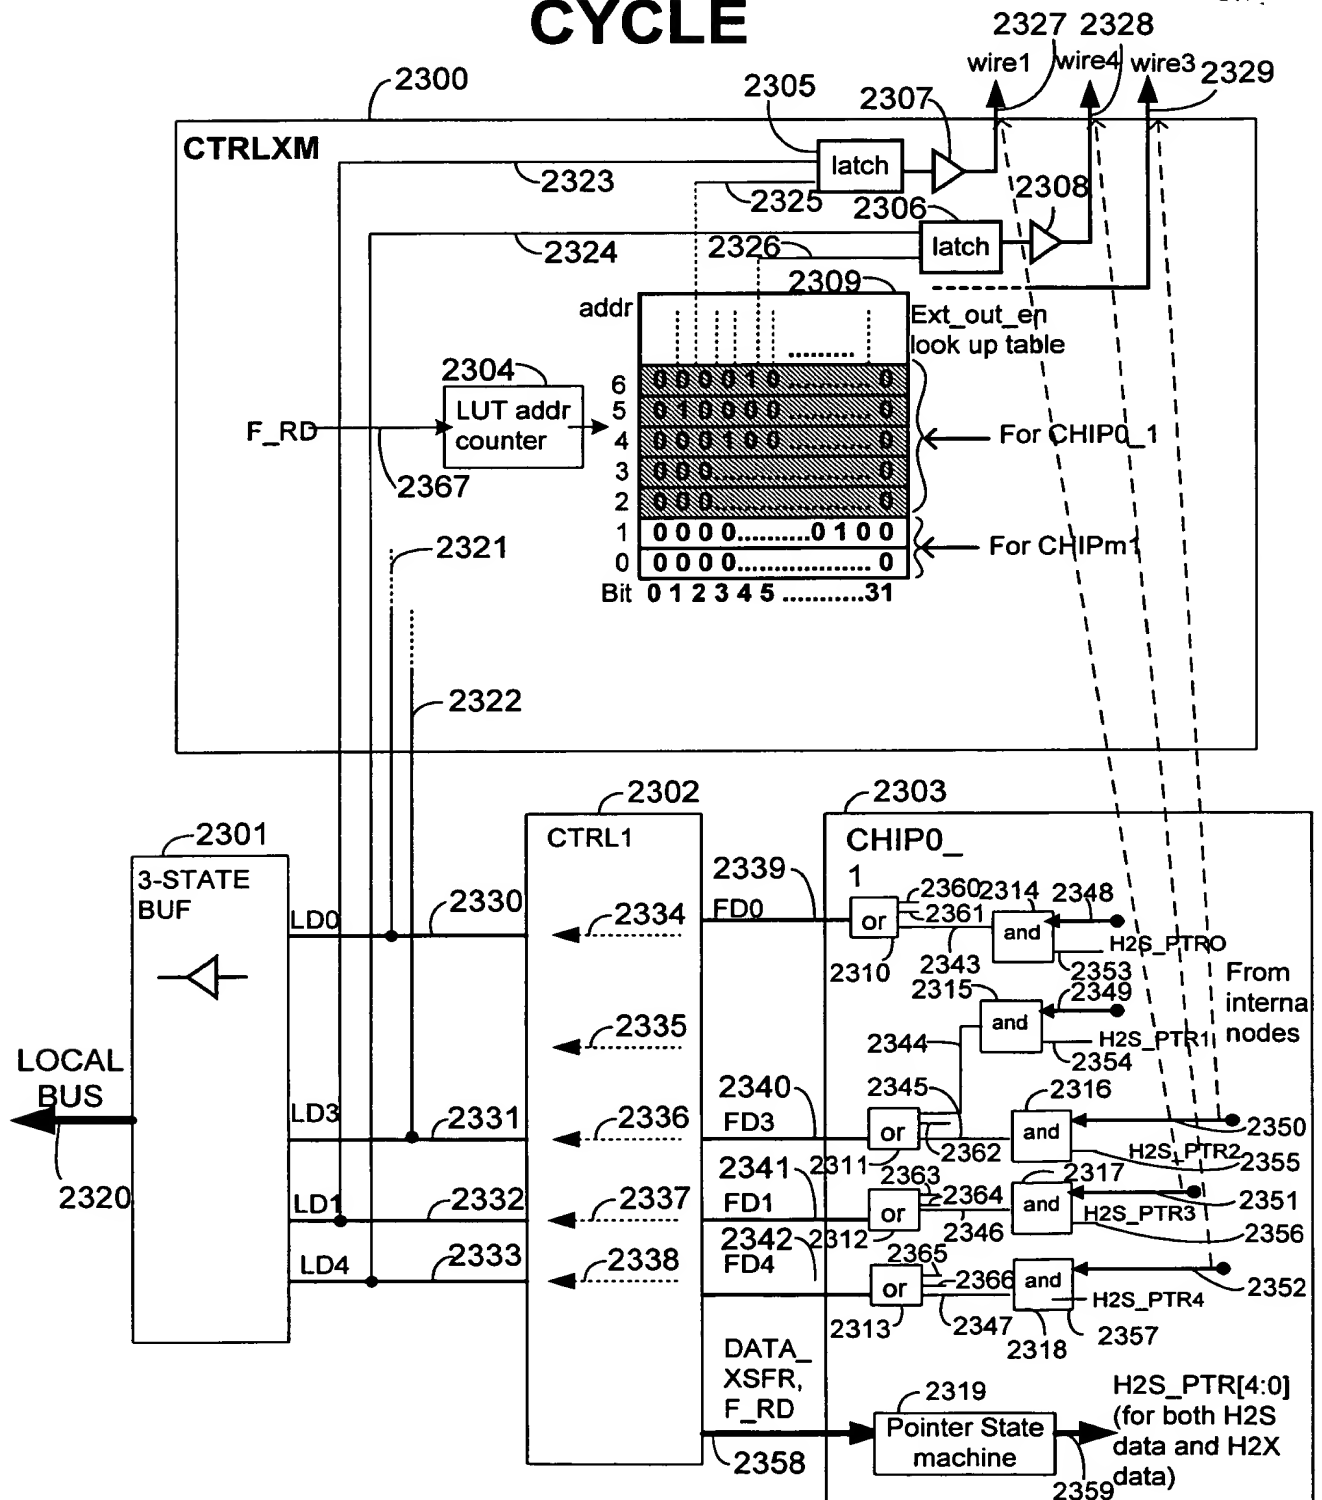 CYCLE
2327 2328
wire1 wire4 wire3 2329
2300
2305
2307
CTRLXM
latch
2323
2325
2306
2308
latch
2324
2326
2309
addr
Ext_out_en
look up table
2304
LUT addr
counter
F_RD
2367
6 0 0 0 0 1 0 ........... 0
5 0 1 0 0 0 0 ........... 0
4 0 0 0 1 0 0 ........... 0
3 0 0 0 .................... 0
2 0 0 0 .................... 0
1 0 0 0 0 .......... 0 1 0 0
0 0 0 0 0 .................. 0
Bit 0 1 2 3 4 5 ...........31
For CHIP0_1
For CHIPm1
2321
2322
2302
2303
2301
3-STATE
BUF
CTRL1
CHIP0_
1
2339
2330
LD0
2334
FD0
or
2360
2361
2314
2348
and
H2S_PTRO
2310
2343
2353
2315
2349
From
interna
nodes
and
H2S_PTR1
2344
2354
2335
LOCAL
BUS
2320
LD3
2331
2336
2340
FD3
2345
2316
or
and
2311
2362
2350
H2S_PTR2
2355
2341
LD1
2332
2337
FD1
2363
2364
2317
or
and
2312
2346
2351
H2S_PTR3
2356
2342
LD4
2333
2338
FD4
2365
2366
or
and
2352
H2S_PTR4
2313
2347
2318
2357
DATA_
XSFR,
F_RD
2358
2319
Pointer State
machine
2359
H2S_PTR[4:0]
(for both H2S
data and H2X
data)